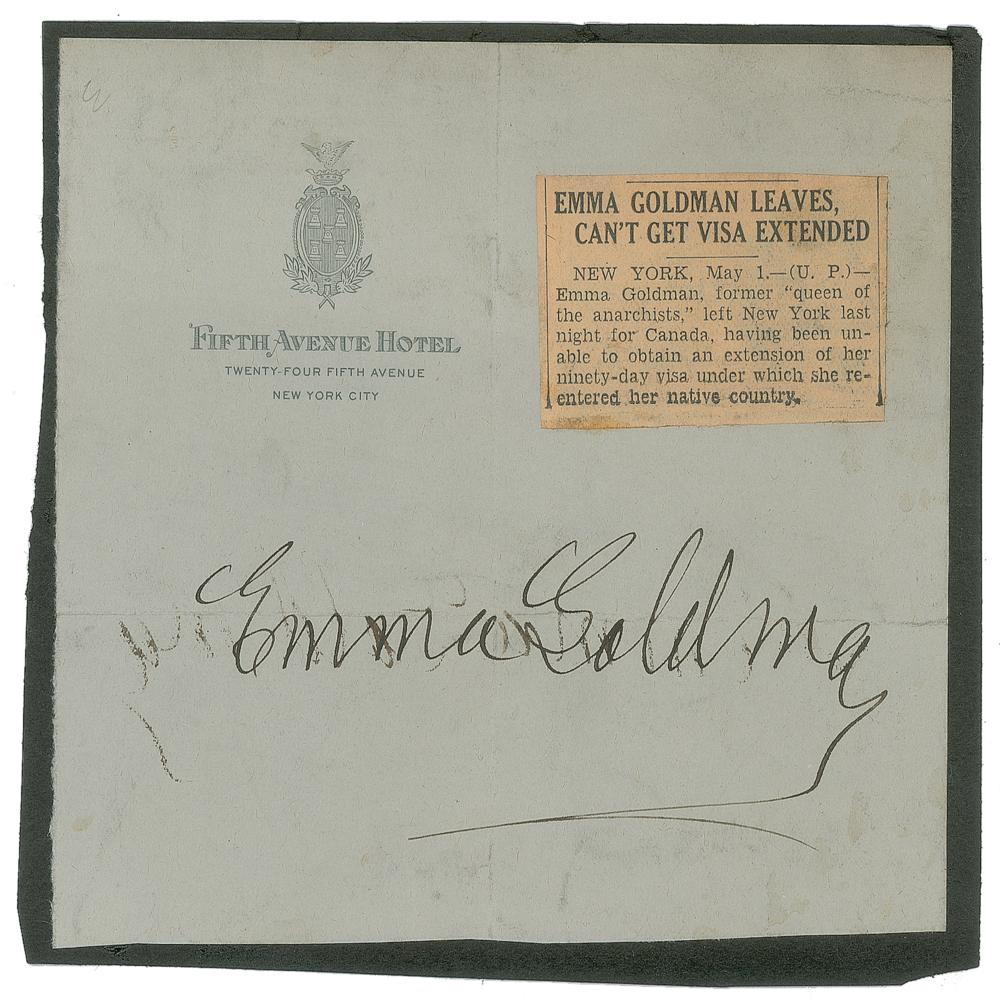 Fifth Avenue Hotel
TWENTY-FOUR FIFTH AVENUE
NEW YORK CITY
EMMA GOLDMAN LEAVES,
CAN'T GET VISA EXTENDED
NEW YORK, May 1.—(U. P.)—
Emma Goldman, former “queen of
the anarchists,” left New York last
night for Canada, having been un-
able to obtain an extension of her
ninety-day visa under which she re-
entered her native country.
Emma Goldman